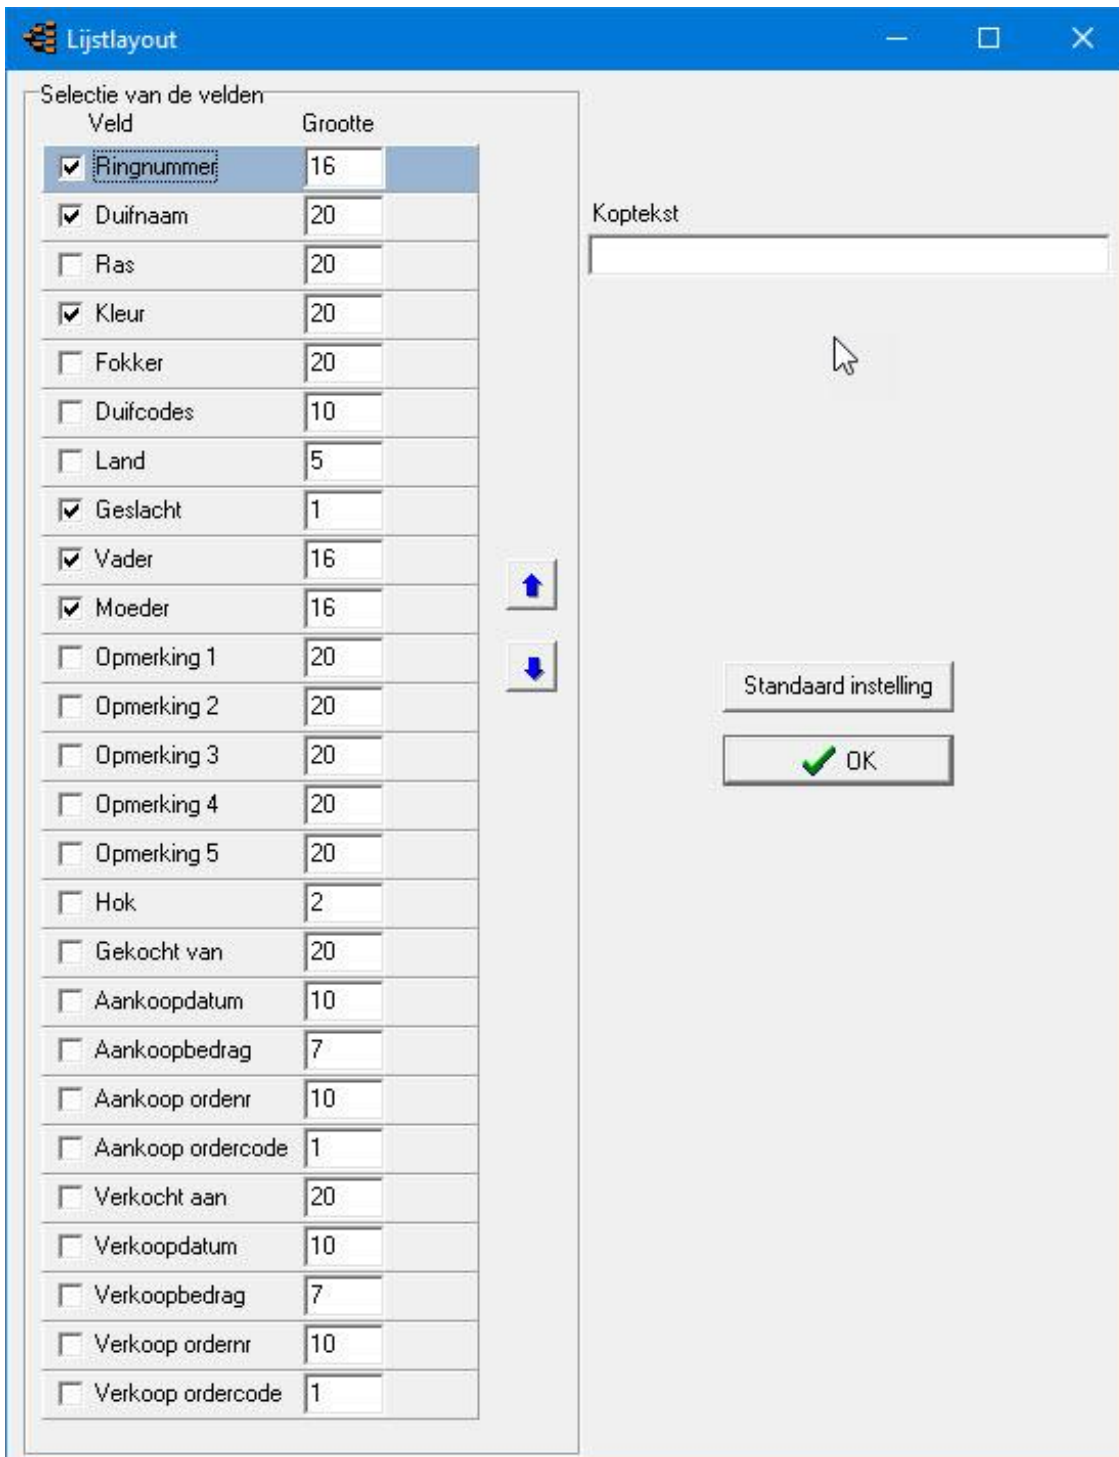 Lijstlayout
Selectie van de velden
Veld Grootte
Ringnummer 16
Duifnaam 20
Koptekst
Ras 20
Kleur 20
Fokker 20
Duifcodes 10
Land 5
Geslacht 1
Vader 16
Moeder 16
Opmerking 1 20
Opmerking 2 20
Standaard instelling
Opmerking 3 20
OK
Opmerking 4 20
Opmerking 5 20
Hok 2
Gekocht van 20
Aankoopdatum 10
Aankoopbedrag 7
Aankoop ordenr 10
Aankoop ordercode 1
Verkocht aan 20
Verkoopdatum 10
Verkoopbedrag 7
Verkoop ordernr 10
Verkoop ordercode 1